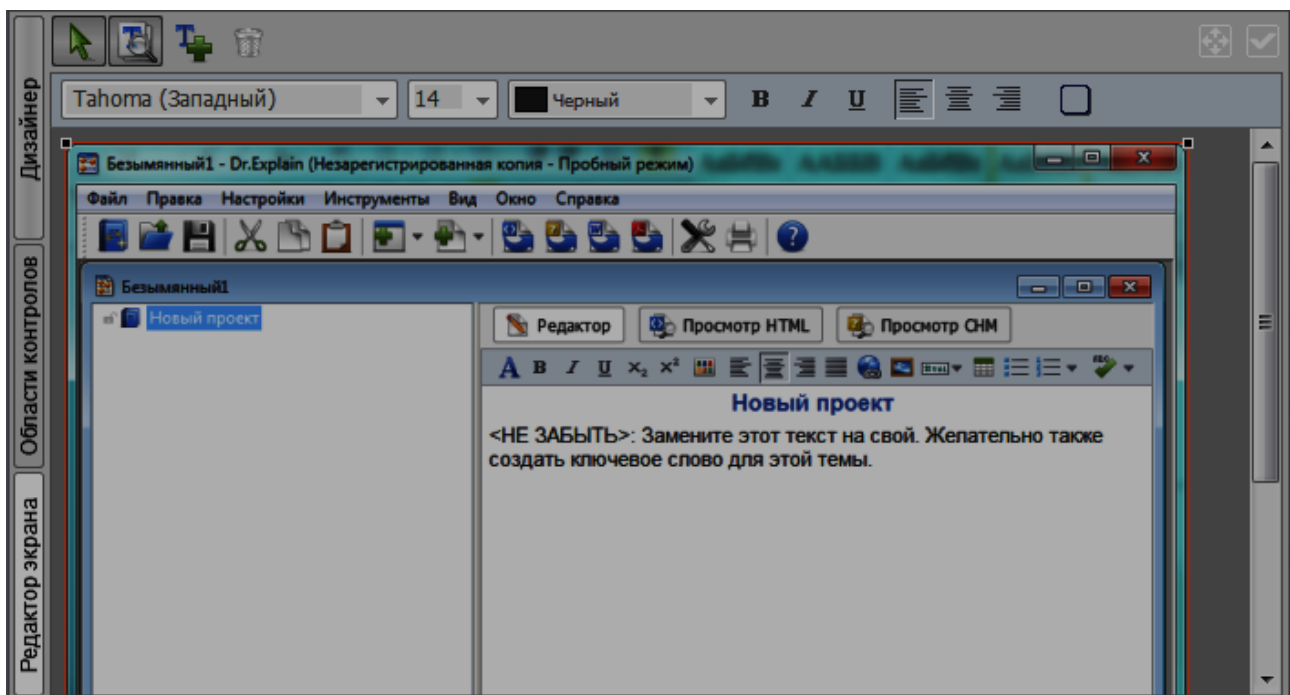 Дизайнер
Области контролов
Редактор экрана
Tahoma (Западный)
14
Черный
B I U
Безымянный1 - Dr.Explain (Незарегистрированная копия - Пробный режим)
Файл Правка Настройки Инструменты Вид Окно Справка
Безымянный1
Новый проект
Редактор Просмотр HTML Просмотр CHM
A B I U x₂ x²
Новый проект
<НЕ ЗАБЫТЬ>: Замените этот текст на свой. Желательно также
создать ключевое слово для этой темы.